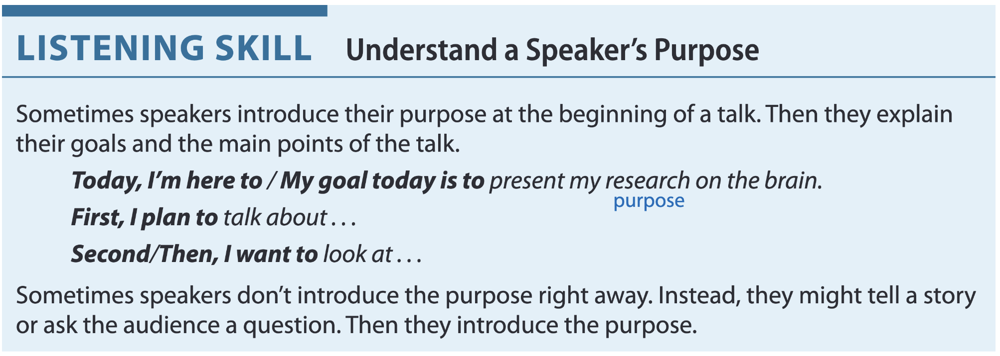 LISTENING SKILL Understand a Speaker’s Purpose
Sometimes speakers introduce their purpose at the beginning of a talk. Then they explain
their goals and the main points of the talk.
Today, I’m here to / My goal today is to present my research on the brain.
purpose
First, I plan to talk about . . .
Second/Then, I want to look at . . .
Sometimes speakers don’t introduce the purpose right away. Instead, they might tell a story
or ask the audience a question. Then they introduce the purpose.